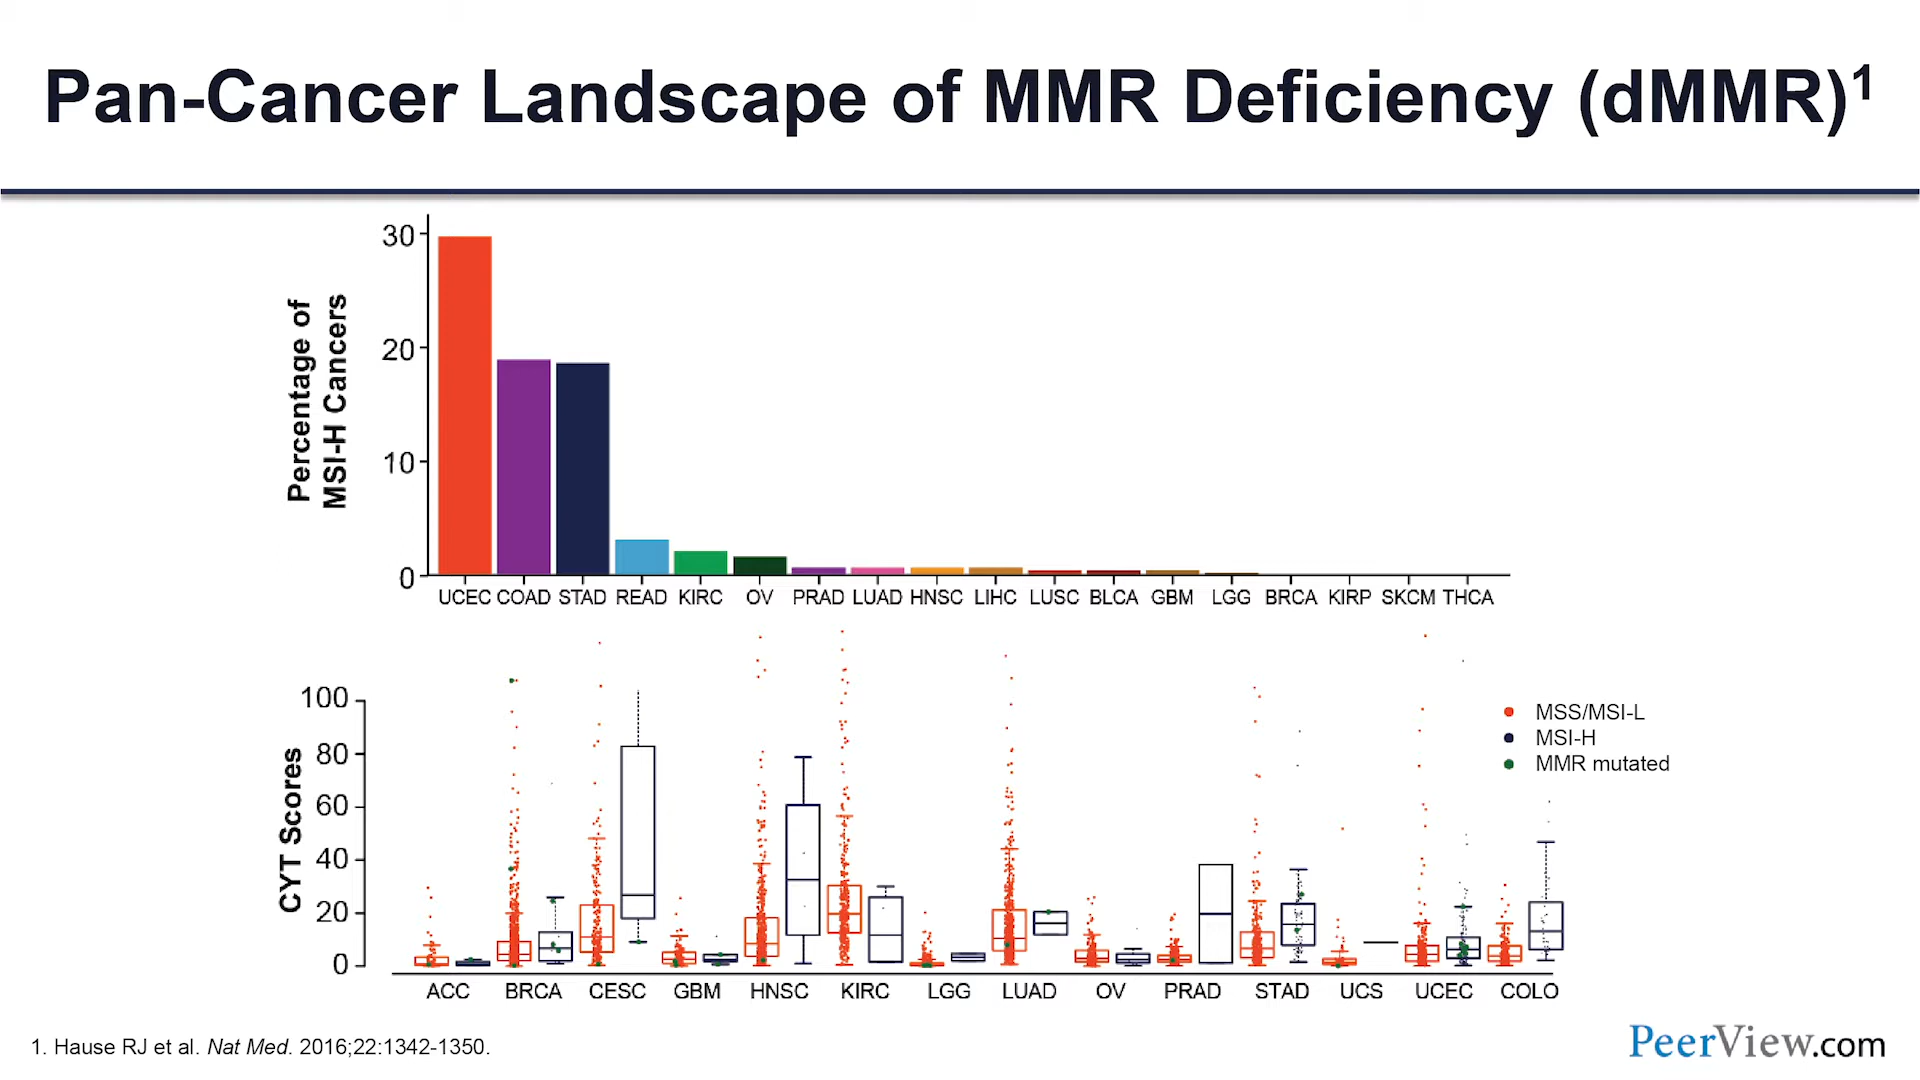 Pan-Cancer Landscape of MMR Deficiency (dMMR)1
Percentage of
MSI-H Cancers
30
20
10
0
UCEC COAD STAD READ KIRC OV PRAD LUAD HNSC LIHC LUSC BLCA GBM LGG BRCA KIRP SKCM THCA
CYT Scores
100
80
60
40
20
0
MSS/MSI-L
MSI-H
MMR mutated
ACC BRCA CESC GBM HNSC KIRC LGG LUAD OV PRAD STAD UCS UCEC COLO
1. Hause RJ et al. Nat Med. 2016;22:1342-1350.
PeerView.com